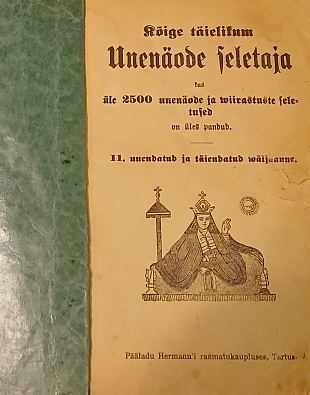 Kõige täielikum
Unenäode seletaja
kus
üle 2500 unenäode ja wiirastuste sele-
tused
on üles pandud.
11. uuendatud ja täiendatud wäljaanne.
Pääladu Hermann'i raamatukaupluses, Tartus.